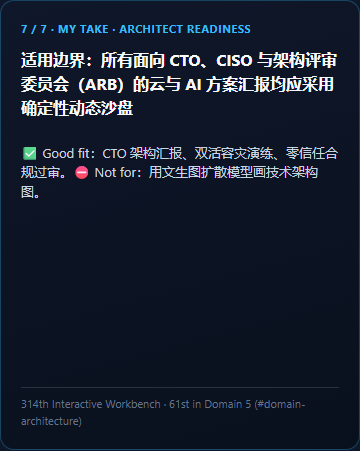 7 / 7 · MY TAKE · ARCHITECT READINESS
适用边界：所有面向 CTO、CISO 与架构评审
委员会（ARB）的云与 AI 方案汇报均应采用
确定性动态沙盘
✅ Good fit：CTO 架构汇报、双活容灾演练、零信任合
规过审。⛔ Not for：用文生图扩散模型画技术架构
图。
314th Interactive Workbench · 61st in Domain 5 (#domain-
architecture)